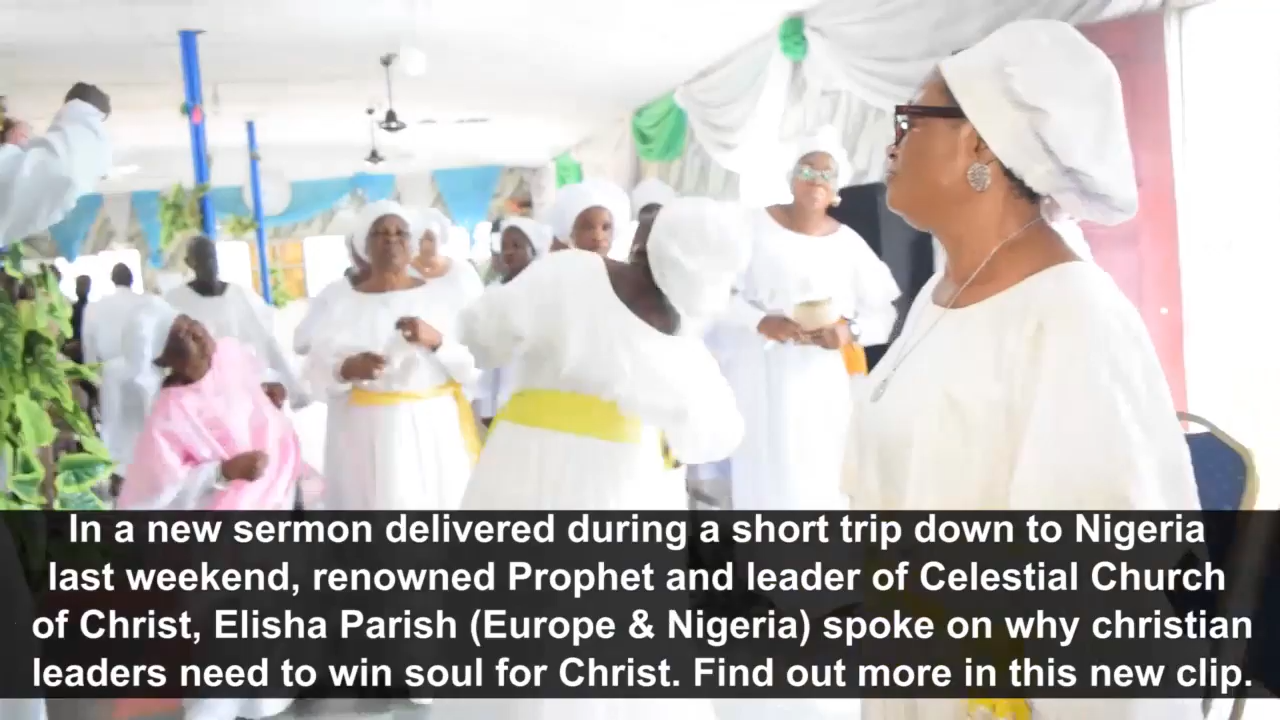 In a new sermon delivered during a short trip down to Nigeria
last weekend, renowned Prophet and leader of Celestial Church
of Christ, Elisha Parish (Europe & Nigeria) spoke on why christian
leaders need to win soul for Christ. Find out more in this new clip.